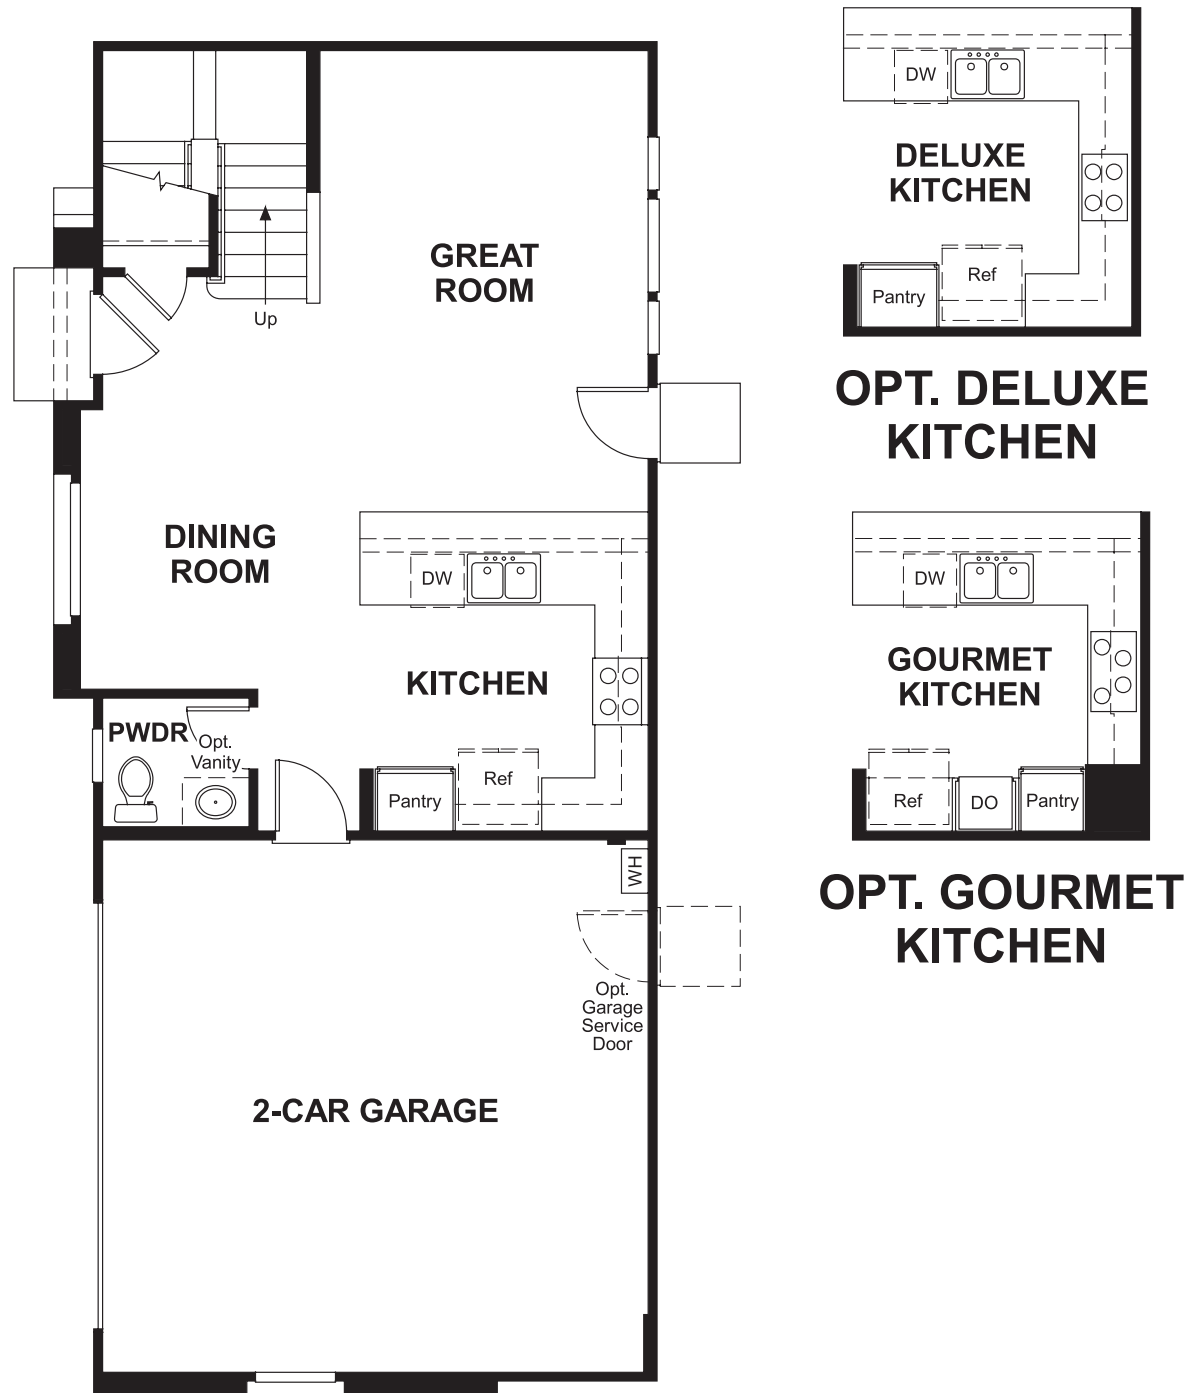 GREAT
ROOM
Up
DINING
ROOM
DW
KITCHEN
PWDR
Opt.
Vanity
Pantry
Ref
WH
Opt.
Garage
Service
Door
2-CAR GARAGE
DW
DELUXE
KITCHEN
Pantry
Ref
OPT. DELUXE
KITCHEN
DW
GOURMET
KITCHEN
Ref
DO
Pantry
OPT. GOURMET
KITCHEN